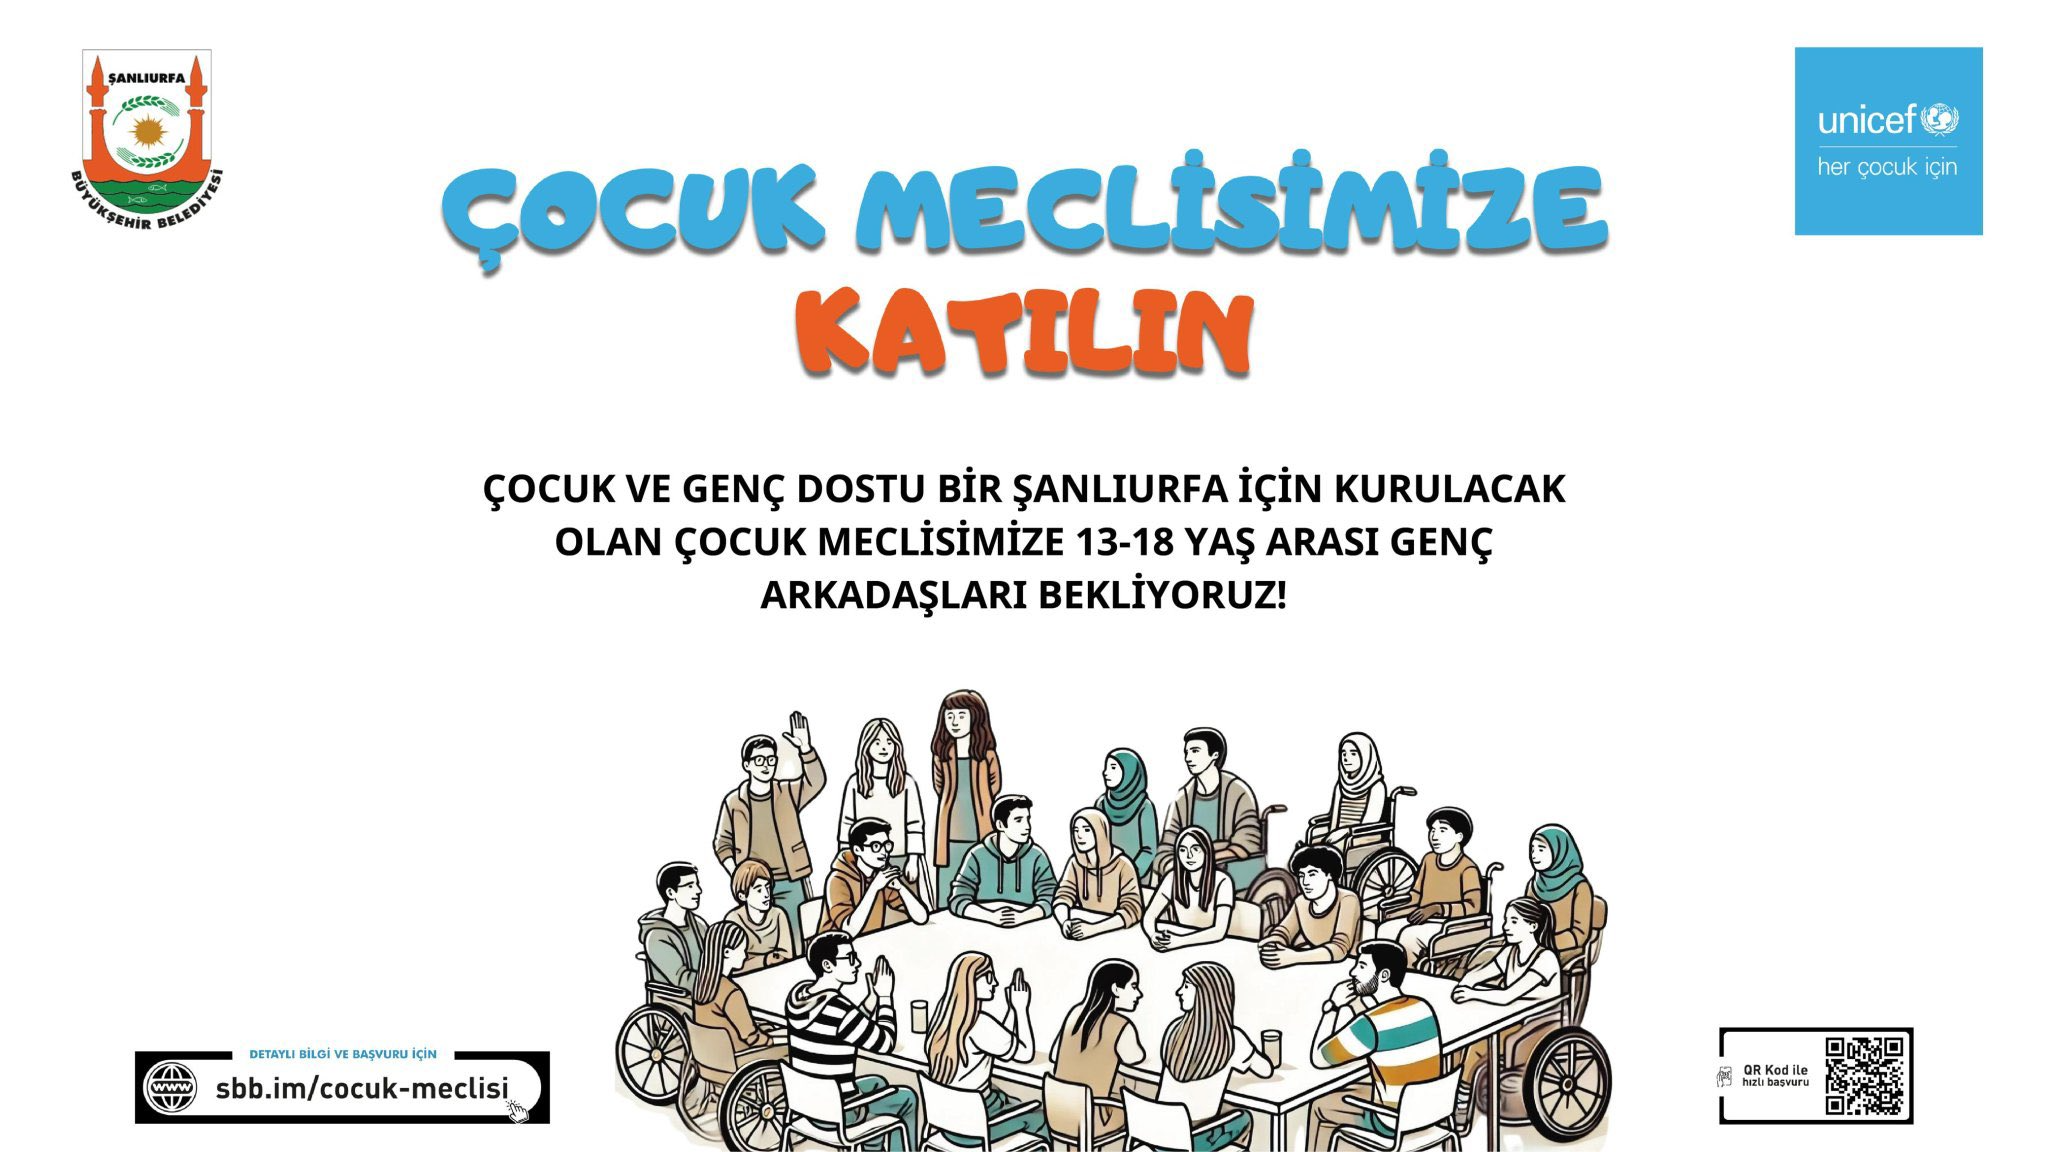 ŞANLIURFA
BÜYÜKŞEHİR BELEDİYESİ
unicef
her çocuk için
ÇOCUK MECLİSİMİZE
KATILIN
ÇOCUK VE GENÇ DOSTU BİR ŞANLIURFA İÇİN KURULACAK
OLAN ÇOCUK MECLİSİMİZE 13-18 YAŞ ARASI GENÇ
ARKADAŞLARI BEKLİYORUZ!
DETAYLI BİLGİ VE BAŞVURU İÇİN
www
sbb.im/cocuk-meclisi
QR Kod ile
hızlı başvuru